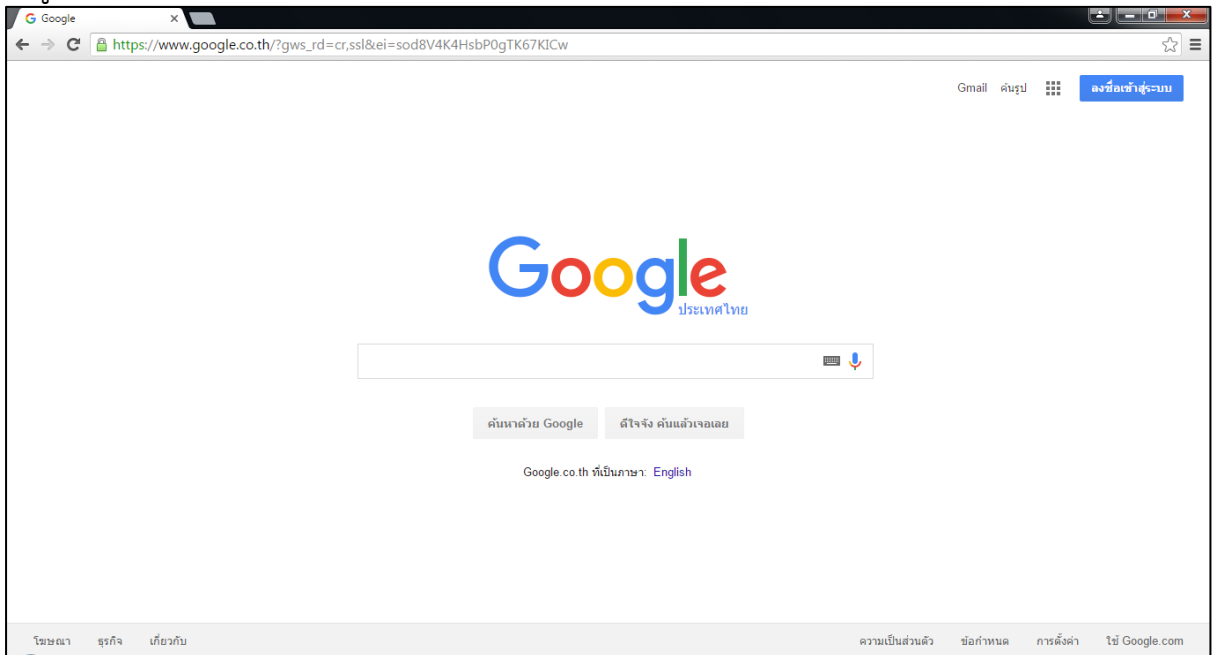 Google
https://www.google.co.th/?gws_rd=cr,ssl&ei=sod8V4K4HsbP0gTK67KICw
Gmail ค้นรูป ลงชื่อเข้าสู่ระบบ
Google
ประเทศไทย
ค้นหาด้วย Google ดีใจจัง ค้นแล้วเจอเลย
Google.co.th ที่เป็นภาษา: English
โฆษณา ธุรกิจ เกี่ยวกับ ความเป็นส่วนตัว ข้อกำหนด การตั้งค่า ใช้ Google.com